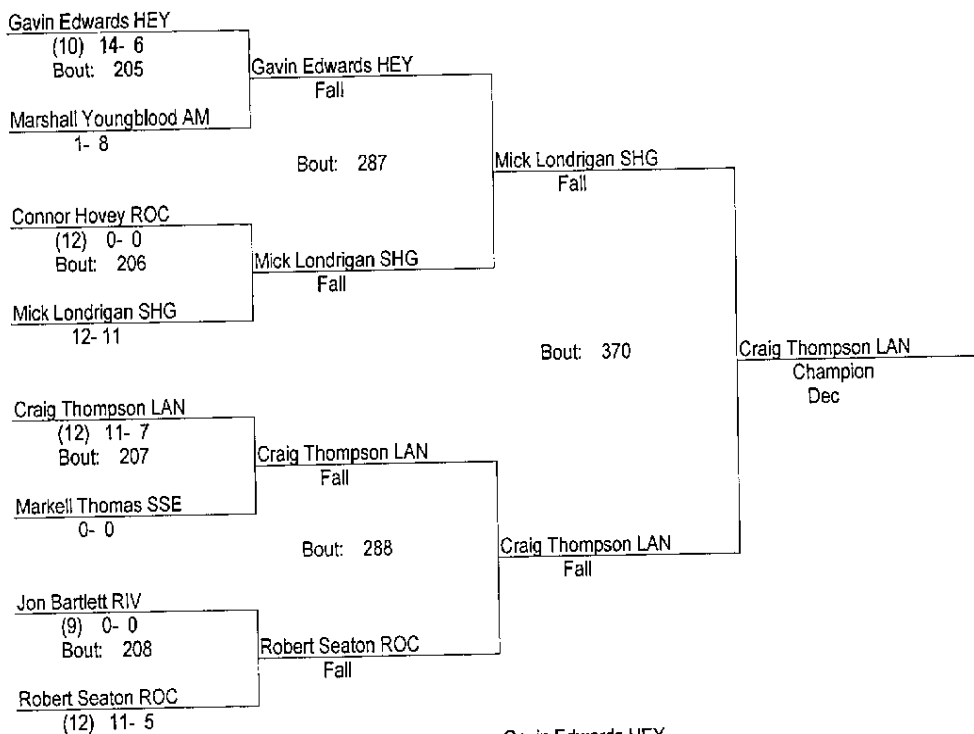 Gavin Edwards HEY
(10) 14- 6
Bout: 205
Marshall Youngblood AM
1- 8
Connor Hovey ROC
(12) 0- 0
Bout: 206
Mick Londrigan SHG
12- 11
Craig Thompson LAN
(12) 11- 7
Bout: 207
Markell Thomas SSE
0- 0
Jon Bartlett RIV
(9) 0- 0
Bout: 208
Robert Seaton ROC
(12) 11- 5
Gavin Edwards HEY
Fall
Bout: 287
Mick Londrigan SHG
Fall
Craig Thompson LAN
Fall
Bout: 288
Robert Seaton ROC
Fall
Mick Londrigan SHG
Fall
Bout: 370
Craig Thompson LAN
Fall
Craig Thompson LAN
Champion
Dec
Gavin Edwards HEY